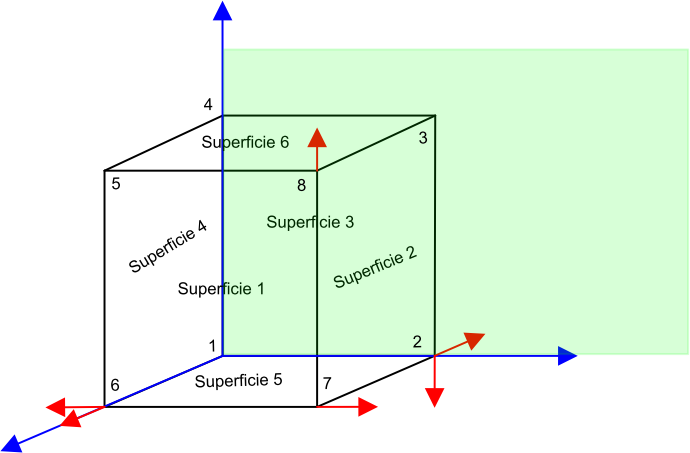 4
Superficie 6
3
5
8
Superficie 3
Superficie 4
Superficie 2
Superficie 1
1
2
6
Superficie 5
7